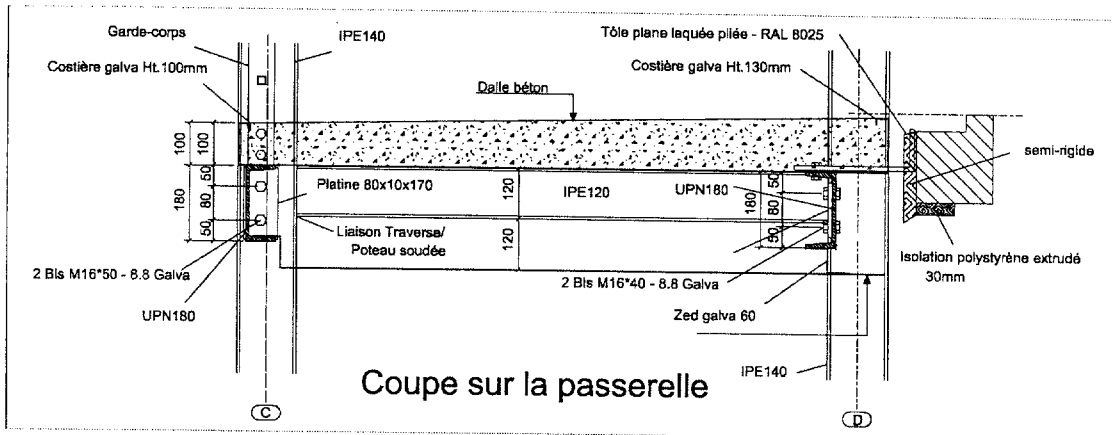 Garde-corps
IPE140
Tôle plane laquée pliée - RAL 8025
Costière galva Ht.100mm
Costière galva Ht.130mm
Dalle béton
100
100
semi-rigide
50
180
80
50
Platine 80x10x170
120
IPE120
UPN180
180
50
80
50
Liaison Traverse/
Poteau soudée
120
Isolation polystyrène extrudé
30mm
2 Bls M16*50 - 8.8 Galva
2 Bls M16*40 - 8.8 Galva
UPN180
Zed galva 60
IPE140
Coupe sur la passerelle
C
D